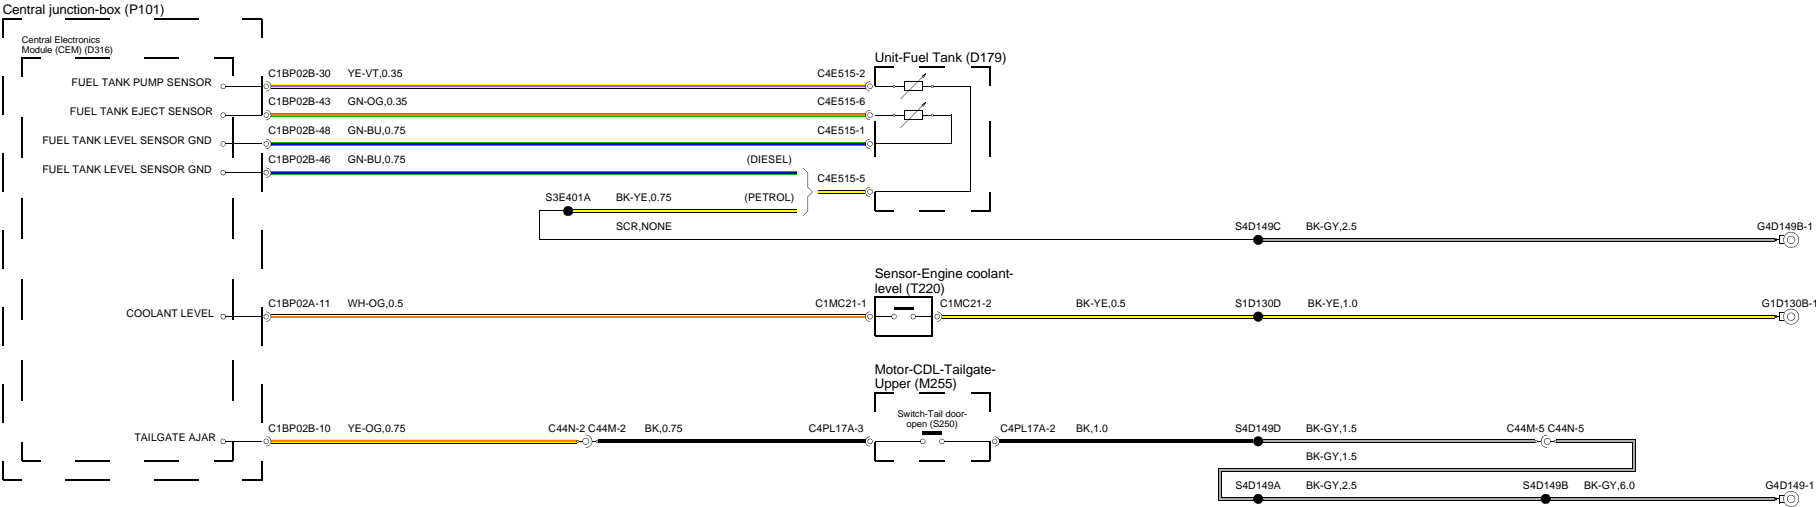 Central junction-box (P101)
Central Electronics
Module (CEM) (D316)
Unit-Fuel Tank (D179)
FUEL TANK PUMP SENSOR
C1BP02B-30
YE-VT,0.35
C4E515-2
FUEL TANK EJECT SENSOR
C1BP02B-43
GN-OG,0.35
C4E515-6
FUEL TANK LEVEL SENSOR GND
C1BP02B-48
GN-BU,0.75
C4E515-1
FUEL TANK LEVEL SENSOR GND
C1BP02B-46
GN-BU,0.75
(DIESEL)
C4E515-5
S3E401A
BK-YE,0.75
(PETROL)
SCR,NONE
S4D149C
BK-GY,2.5
G4D149B-1
Sensor-Engine coolant-
level (T220)
COOLANT LEVEL
C1BP02A-11
WH-OG,0.5
C1MC21-1
C1MC21-2
BK-YE,0.5
S1D130D
BK-YE,1.0
G1D130B-1
Motor-CDL-Tailgate-
Upper (M255)
Switch-Tail door-
open (S250)
TAILGATE AJAR
C1BP02B-10
YE-OG,0.75
C44N-2 C44M-2
BK,0.75
C4PL17A-3
C4PL17A-2
BK,1.0
S4D149D
BK-GY,1.5
C44M-5 C44N-5
BK-GY,1.5
S4D149A
BK-GY,2.5
S4D149B
BK-GY,6.0
G4D149-1